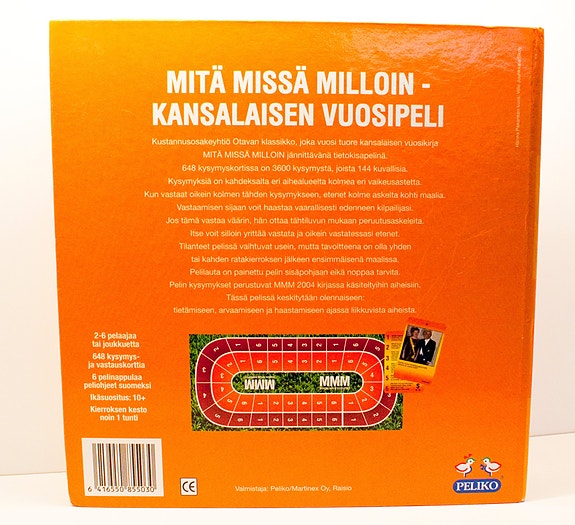 MITÄ MISSÄ MILLOIN -
KANSALAISEN VUOSIPELI
Kustannusosakeyhtiö Otavan klassikko, joka vuosi tuore kansalaisen vuosikirja
MITÄ MISSÄ MILLOIN jännittävänä tietokisapelinä.
648 kysymyskortissa on 3600 kysymystä, joista 144 kuvallisia.
Kysymyksiä on kahdeksalta eri aihealueelta kolmea eri vaikeusastetta.
Kun vastaat oikein kolmen tähden kysymykseen, etenet kolme askelta kohti maalia.
Vastaamisen sijaan voit haastaa vaarallisesti edenneen kilpailijasi.
Jos tämä vastaa väärin, hän ottaa tähtiluvun mukaan peruutusaskeleita.
Itse voit silloin yrittää vastata ja oikein vastatessasi etenet.
Tilanteet pelissä vaihtuvat usein, mutta tavoitteena on olla yhden
tai kahden ratakierroksen jälkeen ensimmäisenä maalissa.
Pelilauta on painettu pelin sisäpohjaan eikä noppaa tarvita.
Pelin kysymykset perustuvat MMM 2004 kirjassa käsiteltyihin aiheisiin.
Tässä pelissä keskitytään olennaiseen:
tietämiseen, arvaamiseen ja haastamiseen ajassa liikkuvista aiheista.
2-6 pelaajaa
tai joukkuetta
648 kysymys-
ja vastauskorttia
6 pelinappulaa
peliohjeet suomeksi
Ikäsuositus: 10+
Kierroksen kesto
noin 1 tunti
MMM
MMM
6 416550 855030
CE
Valmistaja: Peliko/Martinex Oy, Raisio
PELIKO